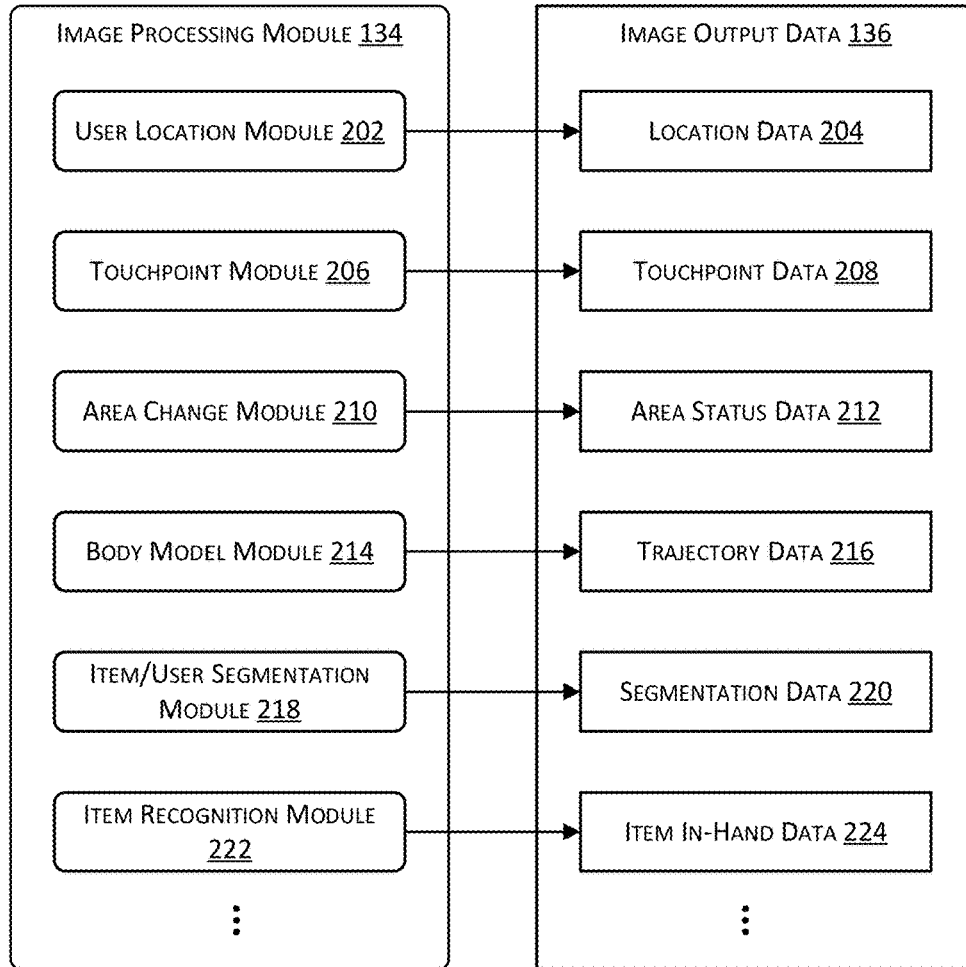 IMAGE PROCESSING MODULE 134
IMAGE OUTPUT DATA 136
USER LOCATION MODULE 202
LOCATION DATA 204
TOUCHPOINT MODULE 206
TOUCHPOINT DATA 208
AREA CHANGE MODULE 210
AREA STATUS DATA 212
BODY MODEL MODULE 214
TRAJECTORY DATA 216
ITEM/USER SEGMENTATION
MODULE 218
SEGMENTATION DATA 220
ITEM RECOGNITION MODULE
222
ITEM IN-HAND DATA 224